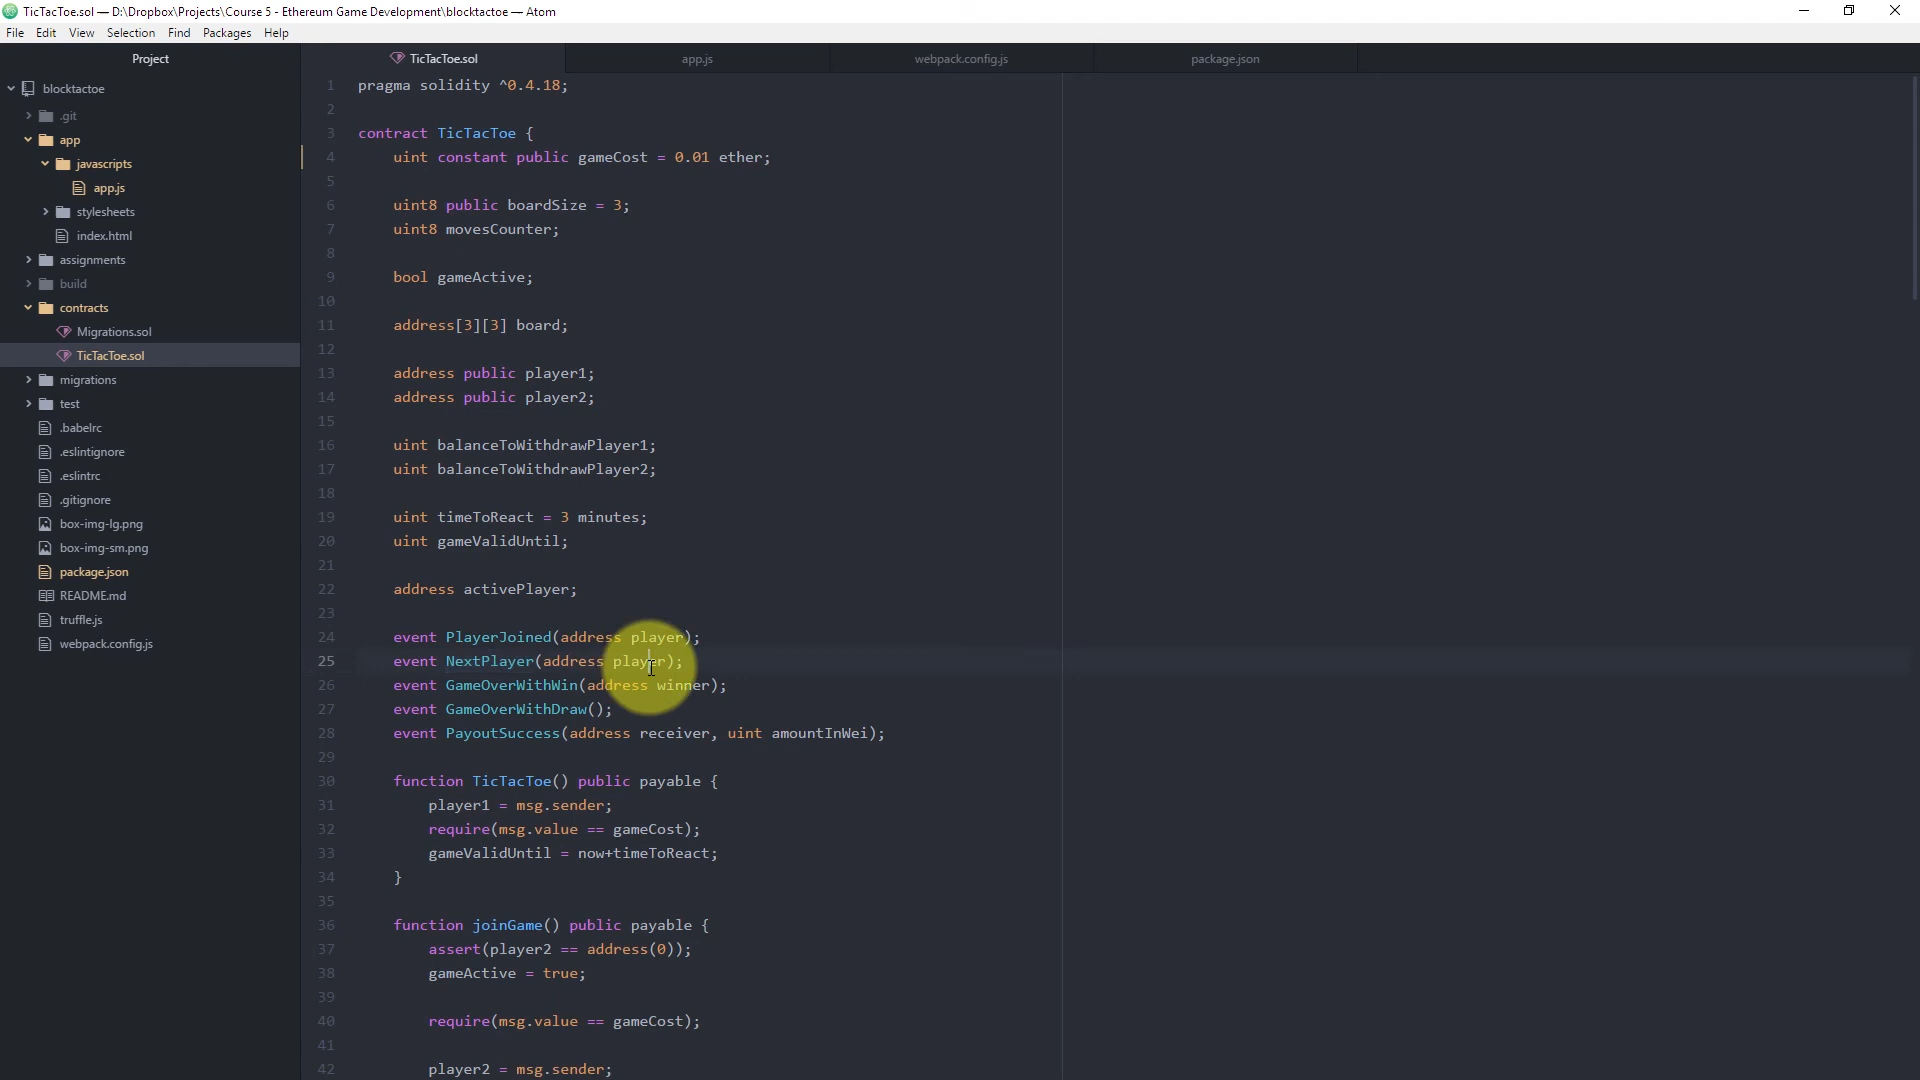 TicTacToe.sol — D:\Dropbox\Projects\Course 5 - Ethereum Game Development\blocktactoe — Atom
File Edit View Selection Find Packages Help
Project
blocktactoe
.git
app
javascripts
app.js
stylesheets
index.html
assignments
build
contracts
Migrations.sol
TicTacToe.sol
migrations
test
.babelrc
.eslintignore
.eslintrc
.gitignore
box-img-lg.png
box-img-sm.png
package.json
README.md
truffle.js
webpack.config.js
TicTacToe.sol app.js webpack.config.js package.json
1 pragma solidity ^0.4.18;
2
3 contract TicTacToe {
4 uint constant public gameCost = 0.01 ether;
5
6 uint8 public boardSize = 3;
7 uint8 movesCounter;
8
9 bool gameActive;
10
11 address[3][3] board;
12
13 address public player1;
14 address public player2;
15
16 uint balanceToWithdrawPlayer1;
17 uint balanceToWithdrawPlayer2;
18
19 uint timeToReact = 3 minutes;
20 uint gameValidUntil;
21
22 address activePlayer;
23
24 event PlayerJoined(address player);
25 event NextPlayer(address player);
26 event GameOverWithWin(address winner);
27 event GameOverWithDraw();
28 event PayoutSuccess(address receiver, uint amountInWei);
29
30 function TicTacToe() public payable {
31 player1 = msg.sender;
32 require(msg.value == gameCost);
33 gameValidUntil = now+timeToReact;
34 }
35
36 function joinGame() public payable {
37 assert(player2 == address(0));
38 gameActive = true;
39
40 require(msg.value == gameCost);
41
42 player2 = msg.sender;